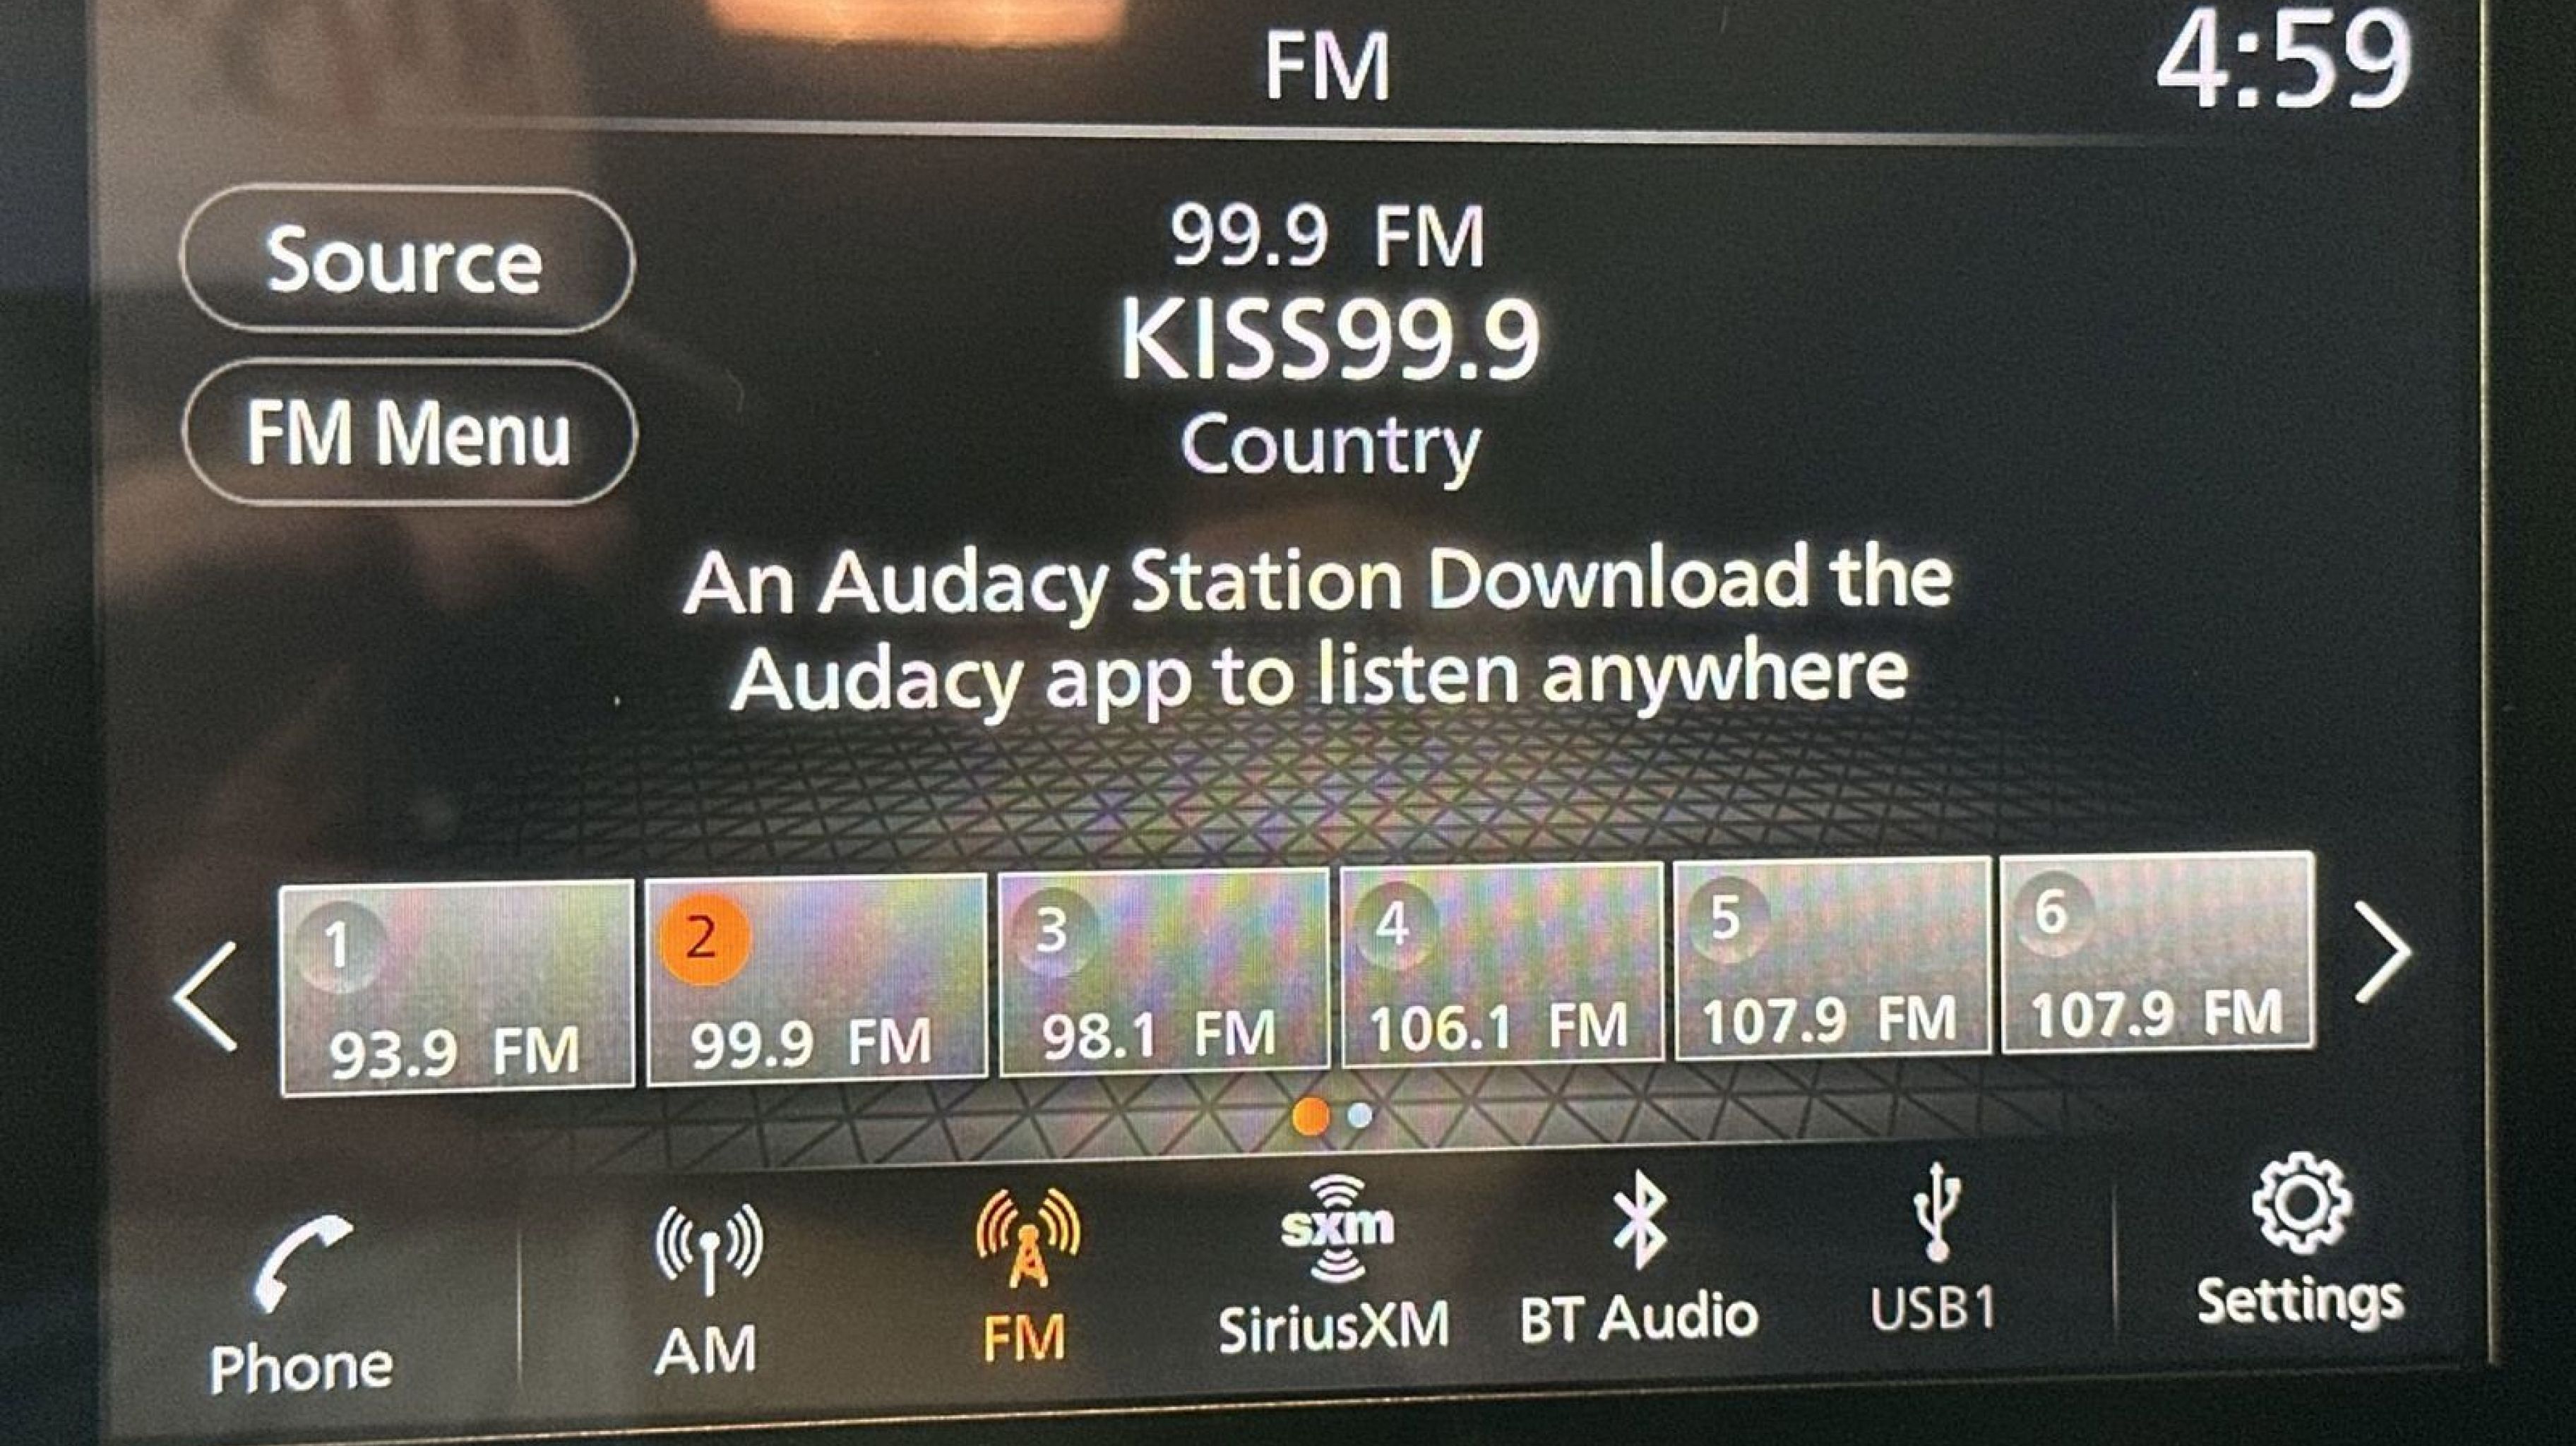 FM
4:59
Source
FM Menu
99.9 FM
KISS99.9
Country
An Audacy Station Download the
Audacy app to listen anywhere
1
93.9 FM
2
99.9 FM
3
98.1 FM
4
106.1 FM
5
107.9 FM
6
107.9 FM
Phone
AM
FM
sxm
SiriusXM
BT Audio
USB1
Settings